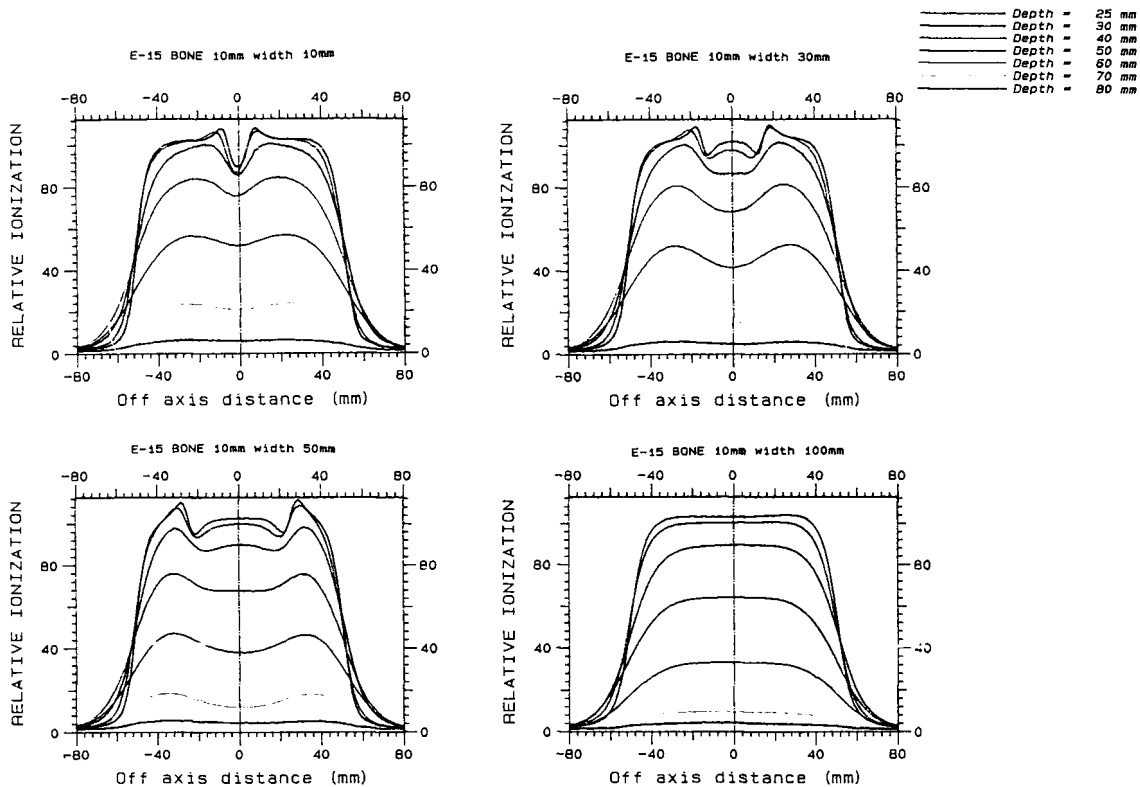 Depth = 25 mm
Depth = 30 mm
Depth = 40 mm
Depth = 50 mm
Depth = 60 mm
Depth = 70 mm
Depth = 80 mm
E-15 BONE 10mm width 10mm
-80 -40 0 40 80
RELATIVE IONIZATION
80 40 0
80 40 0
-80 -40 0 40 80
Off axis distance (mm)
E-15 BONE 10mm width 30mm
-80 -40 0 40 80
RELATIVE IONIZATION
80 40 0
80 40 0
-80 -40 0 40 80
Off axis distance (mm)
E-15 BONE 10mm width 50mm
-80 -40 0 40 80
RELATIVE IONIZATION
80 40 0
80 40 0
-80 -40 0 40 80
Off axis distance (mm)
E-15 BONE 10mm width 100mm
-80 -40 0 40 80
RELATIVE IONIZATION
80 40 0
80 40 0
-80 -40 0 40 80
Off axis distance (mm)